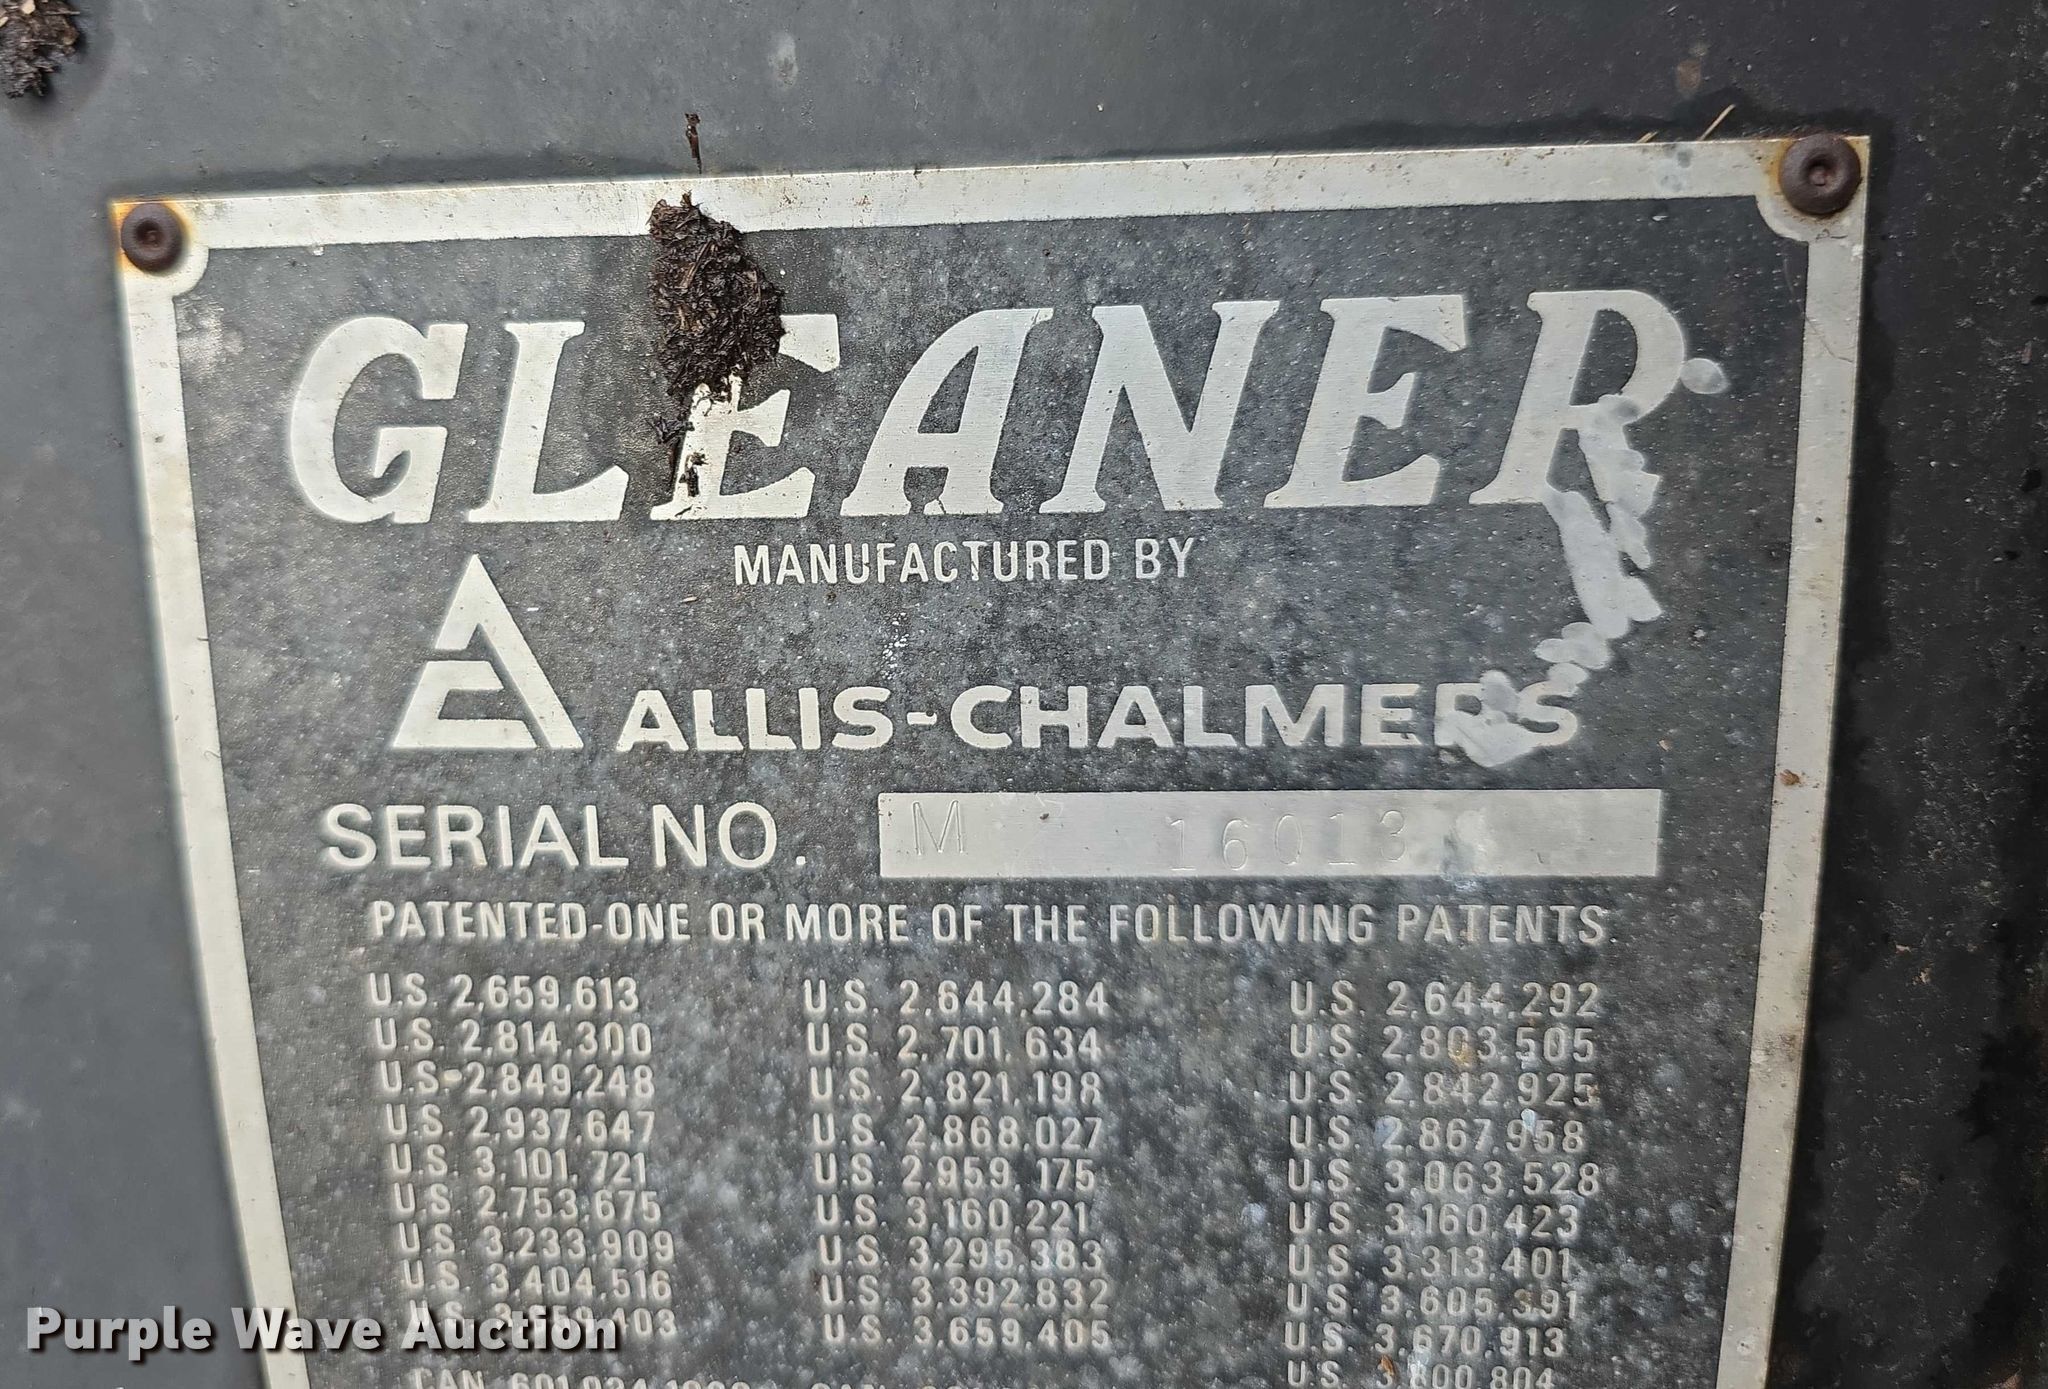 GLEANER
MANUFACTURED BY
ALLIS-CHALMERS
SERIAL NO. M 16013
PATENTED-ONE OR MORE OF THE FOLLOWING PATENTS
U.S. 2,659,613 U.S. 2,644,284 U.S. 2,644,292
U.S. 2,814,300 U.S. 2,701,634 U.S. 2,803,505
U.S. 2,849,248 U.S. 2,821,198 U.S. 2,842,925
U.S. 2,937,647 U.S. 2,868,027 U.S. 2,867,958
U.S. 3,101,721 U.S. 2,959,175 U.S. 3,063,528
U.S. 2,753,675 U.S. 3,160,221 U.S. 3,160,423
U.S. 3,233,909 U.S. 3,295,383 U.S. 3,313,401
U.S. 3,404,516 U.S. 3,392,832 U.S. 3,605,391
U.S. U.S. 3,659,405 U.S. 3,670,913
U.S. 3,800,804
CAN.
Purple Wave Auction